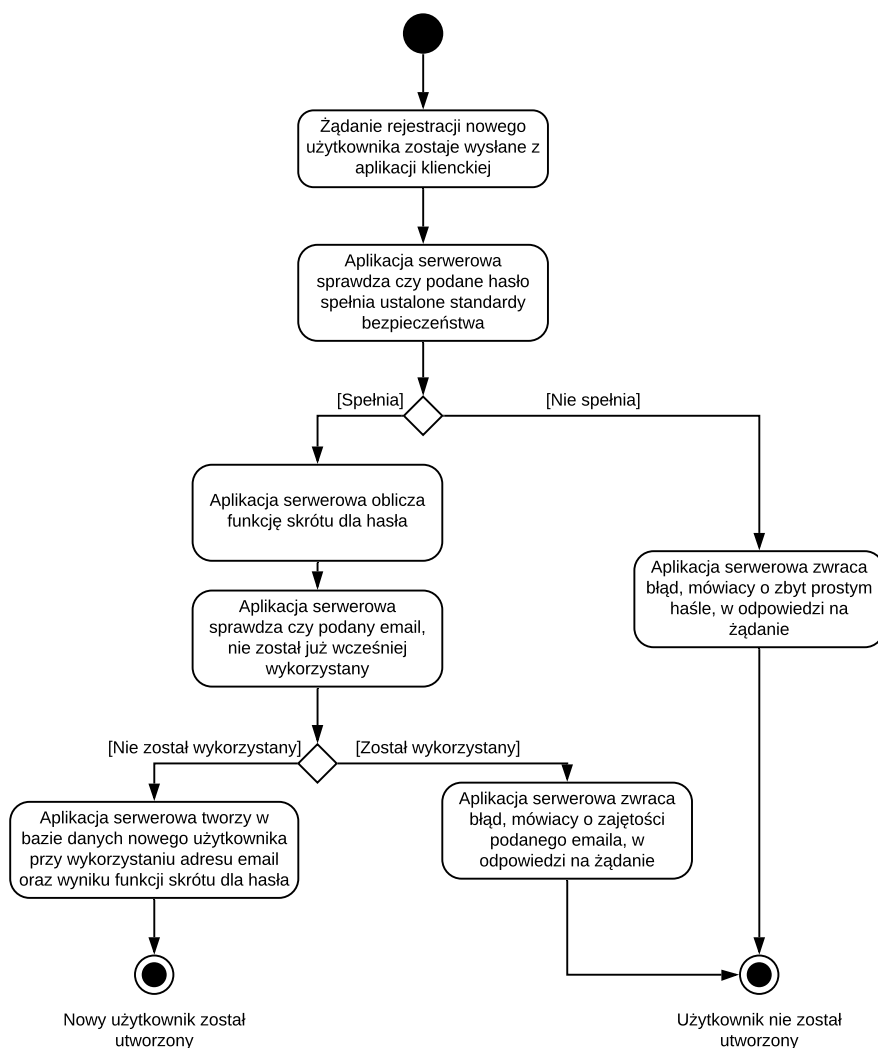 Żądanie rejestracji nowego
użytkownika zostaje wysłane z
aplikacji klienckiej
Aplikacja serwerowa
sprawdza czy podane hasło
spełnia ustalone standardy
bezpieczeństwa
[Spełnia]
[Nie spełnia]
Aplikacja serwerowa oblicza
funkcję skrótu dla hasła
Aplikacja serwerowa zwraca
błąd, mówiacy o zbyt prostym
haśle, w odpowiedzi na
żądanie
Aplikacja serwerowa
sprawdza czy podany email,
nie został już wcześniej
wykorzystany
[Nie został wykorzystany]
[Został wykorzystany]
Aplikacja serwerowa tworzy w
bazie danych nowego użytkownika
przy wykorzystaniu adresu email
oraz wyniku funkcji skrótu dla hasła
Aplikacja serwerowa zwraca
błąd, mówiacy o zajętości
podanego emaila, w
odpowiedzi na żądanie
Nowy użytkownik został
utworzony
Użytkownik nie został
utworzony